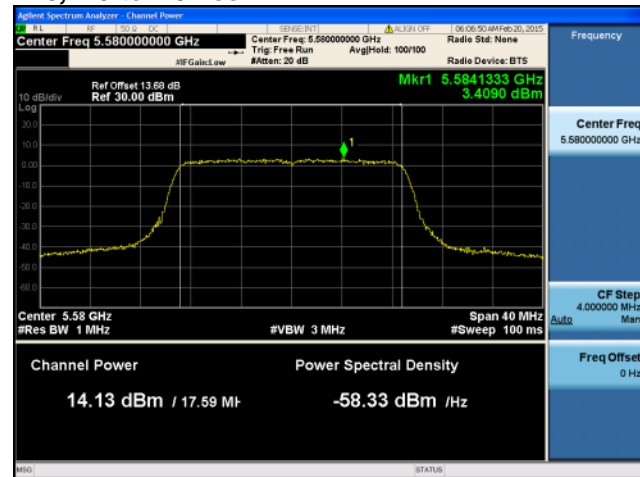 Agilent Spectrum Analyzer - Channel Power
RL RF 50 Ω DC SENSE:INT ALIGN OFF 06:06:50 AM Feb 20, 2015
Center Freq 5.580000000 GHz Center Freq: 5.580000000 GHz Radio Std: None Frequency
Trig: Free Run Avg|Hold: 100/100
#IFGain:Low #Atten: 20 dB Radio Device: BTS
Mkr1 5.5841333 GHz
3.4090 dBm
Ref Offset 13.68 dB
10 dB/div Ref 30.00 dBm
Log
20.0
10.0
0.00
-10.0
-20.0
-30.0
-40.0
-50.0
-60.0
1
Center Freq
5.580000000 GHz
Center 5.58 GHz Span 40 MHz
#Res BW 1 MHz #VBW 3 MHz #Sweep 100 ms
CF Step
4.000000 MHz
Auto Man
Channel Power Power Spectral Density
14.13 dBm / 17.59 MH -58.33 dBm /Hz
Freq Offset
0 Hz
MSG STATUS